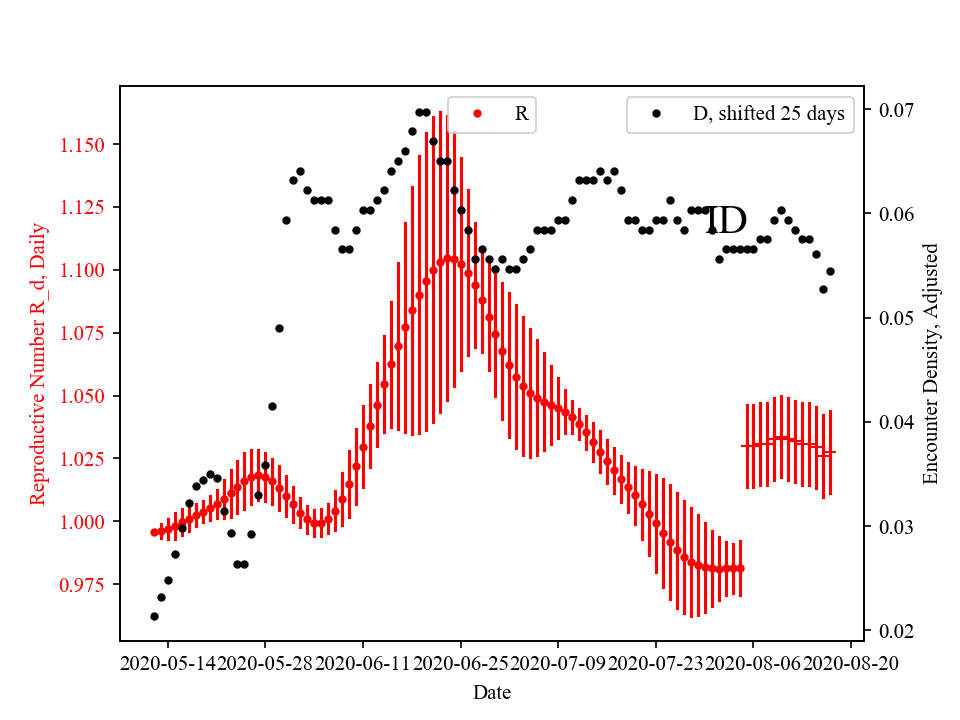 R
D, shifted 25 days
ID
Reproductive Number R_d, Daily
1.150
1.125
1.100
1.075
1.050
1.025
1.000
0.975
0.07
0.06
0.05
0.04
0.03
0.02
Encounter Density, Adjusted
2020-05-14 2020-05-28 2020-06-11 2020-06-25 2020-07-09 2020-07-23 2020-08-06 2020-08-20
Date